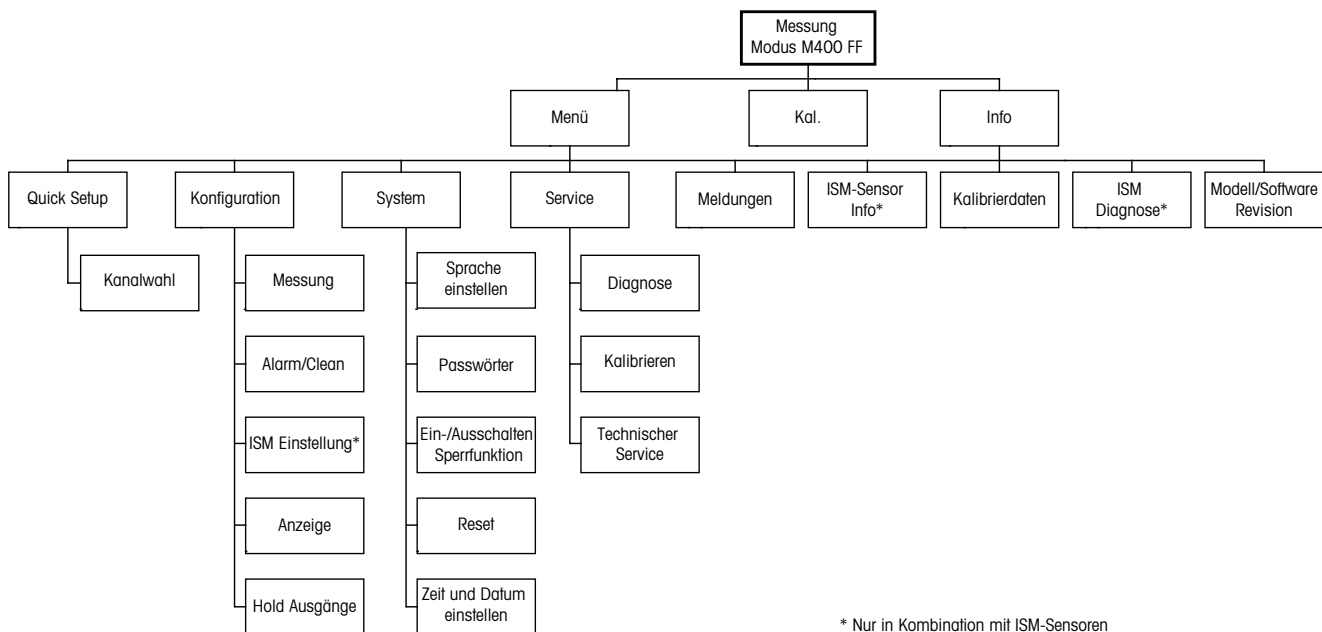 Messung
Modus M400 FF
Menü
Kal.
Info
Quick Setup
Konfiguration
System
Service
Meldungen
ISM-Sensor
Info*
Kalibrierdaten
ISM
Diagnose*
Modell/Software
Revision
Kanalwahl
Messung
Sprache
einstellen
Diagnose
Alarm/Clean
Passwörter
Kalibrieren
ISM Einstellung*
Ein-/Ausschalten
Sperrfunktion
Technischer
Service
Anzeige
Reset
Hold Ausgänge
Zeit und Datum
einstellen
* Nur in Kombination mit ISM-Sensoren